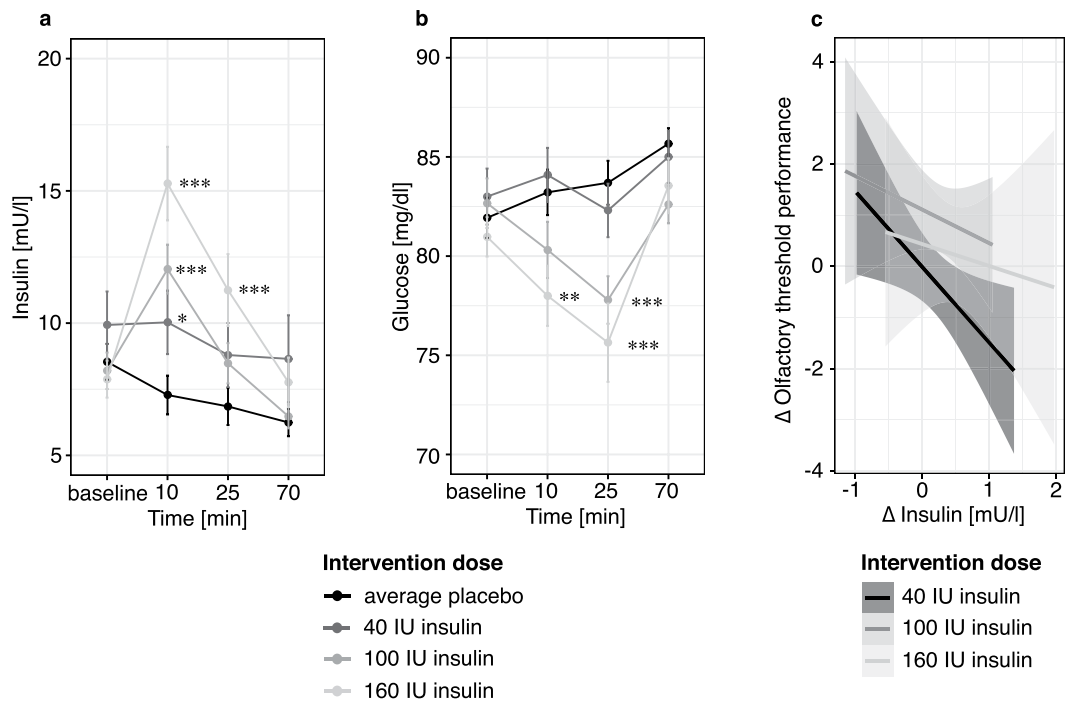 a
20
15
10
5
Insulin [mU/l]
***
***
***
*
baseline 10 25 70
Time [min]
b
90
85
80
75
70
Glucose [mg/dl]
**
***
***
baseline 10 25 70
Time [min]
c
4
2
0
-2
-4
Δ Olfactory threshold performance
-1 0 1 2
Δ Insulin [mU/l]
Intervention dose
average placebo
40 IU insulin
100 IU insulin
160 IU insulin
Intervention dose
40 IU insulin
100 IU insulin
160 IU insulin